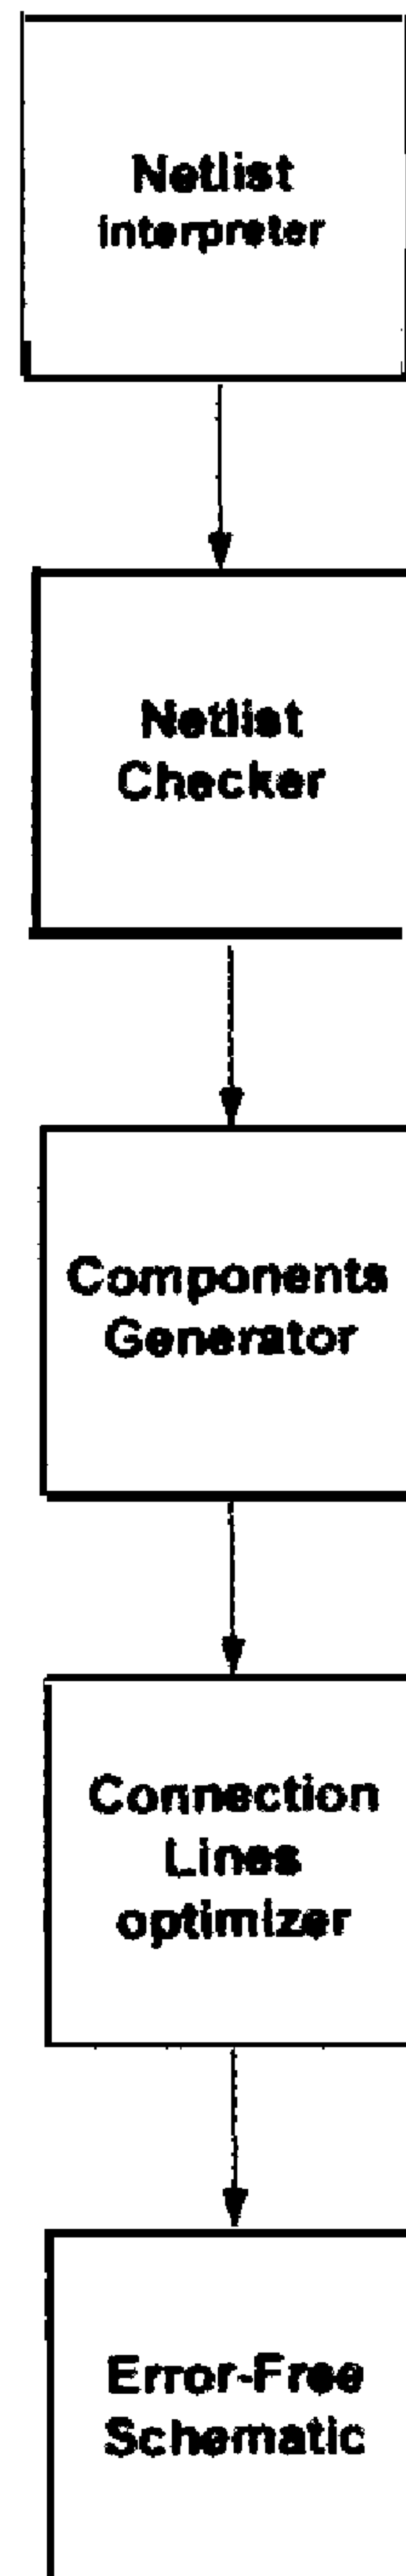 Netlist
interpreter
Netlist
Checker
Components
Generator
Connection
Lines
optimizer
Error-Free
Schematic